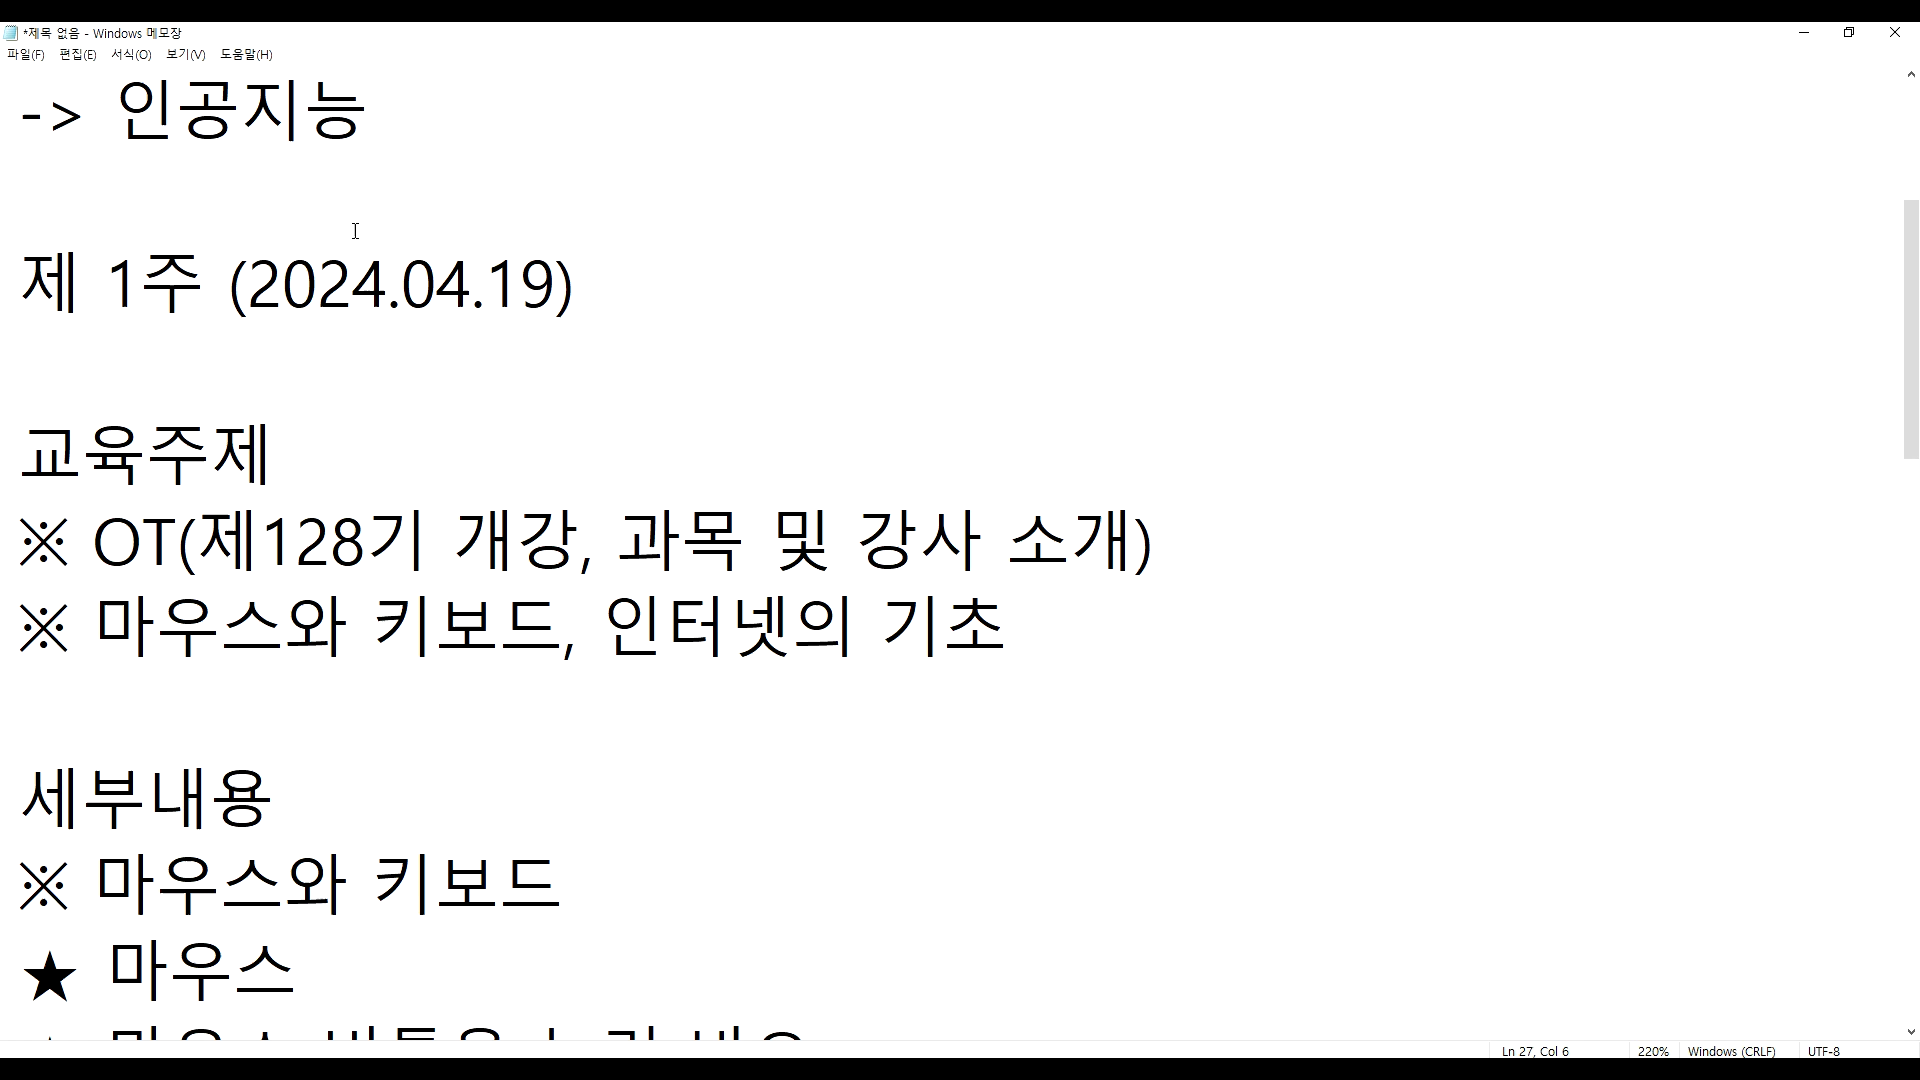 *제목 없음 - Windows 메모장
파일(F) 편집(E) 서식(O) 보기(V) 도움말(H)
-> 인공지능
제 1주 (2024.04.19)
교육주제
※ OT(제128기 개강, 과목 및 강사 소개)
※ 마우스와 키보드, 인터넷의 기초
세부내용
※ 마우스와 키보드
★ 마우스
Ln 27, Col 6 220% Windows (CRLF) UTF-8